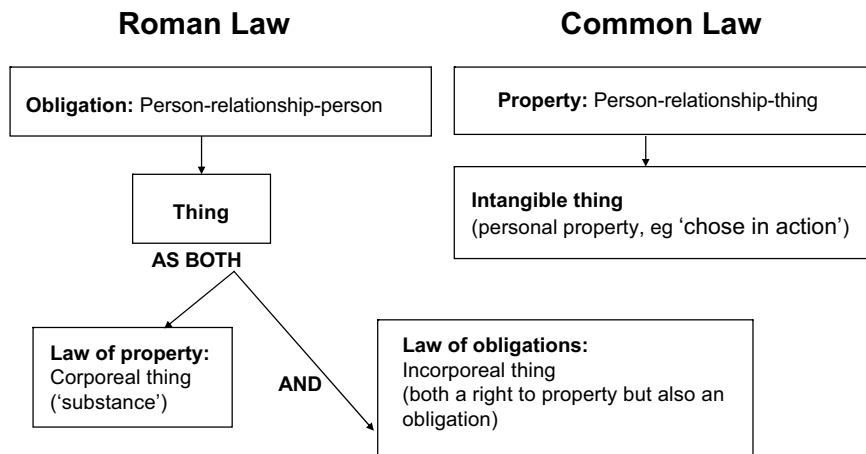 Roman Law
Obligation: Person-relationship-person
Thing
AS BOTH
Law of property:
Corporeal thing
(‘substance’)
AND
Law of obligations:
Incorporeal thing
(both a right to property but also an
obligation)
Common Law
Property: Person-relationship-thing
Intangible thing
(personal property, eg ‘chose in action’)